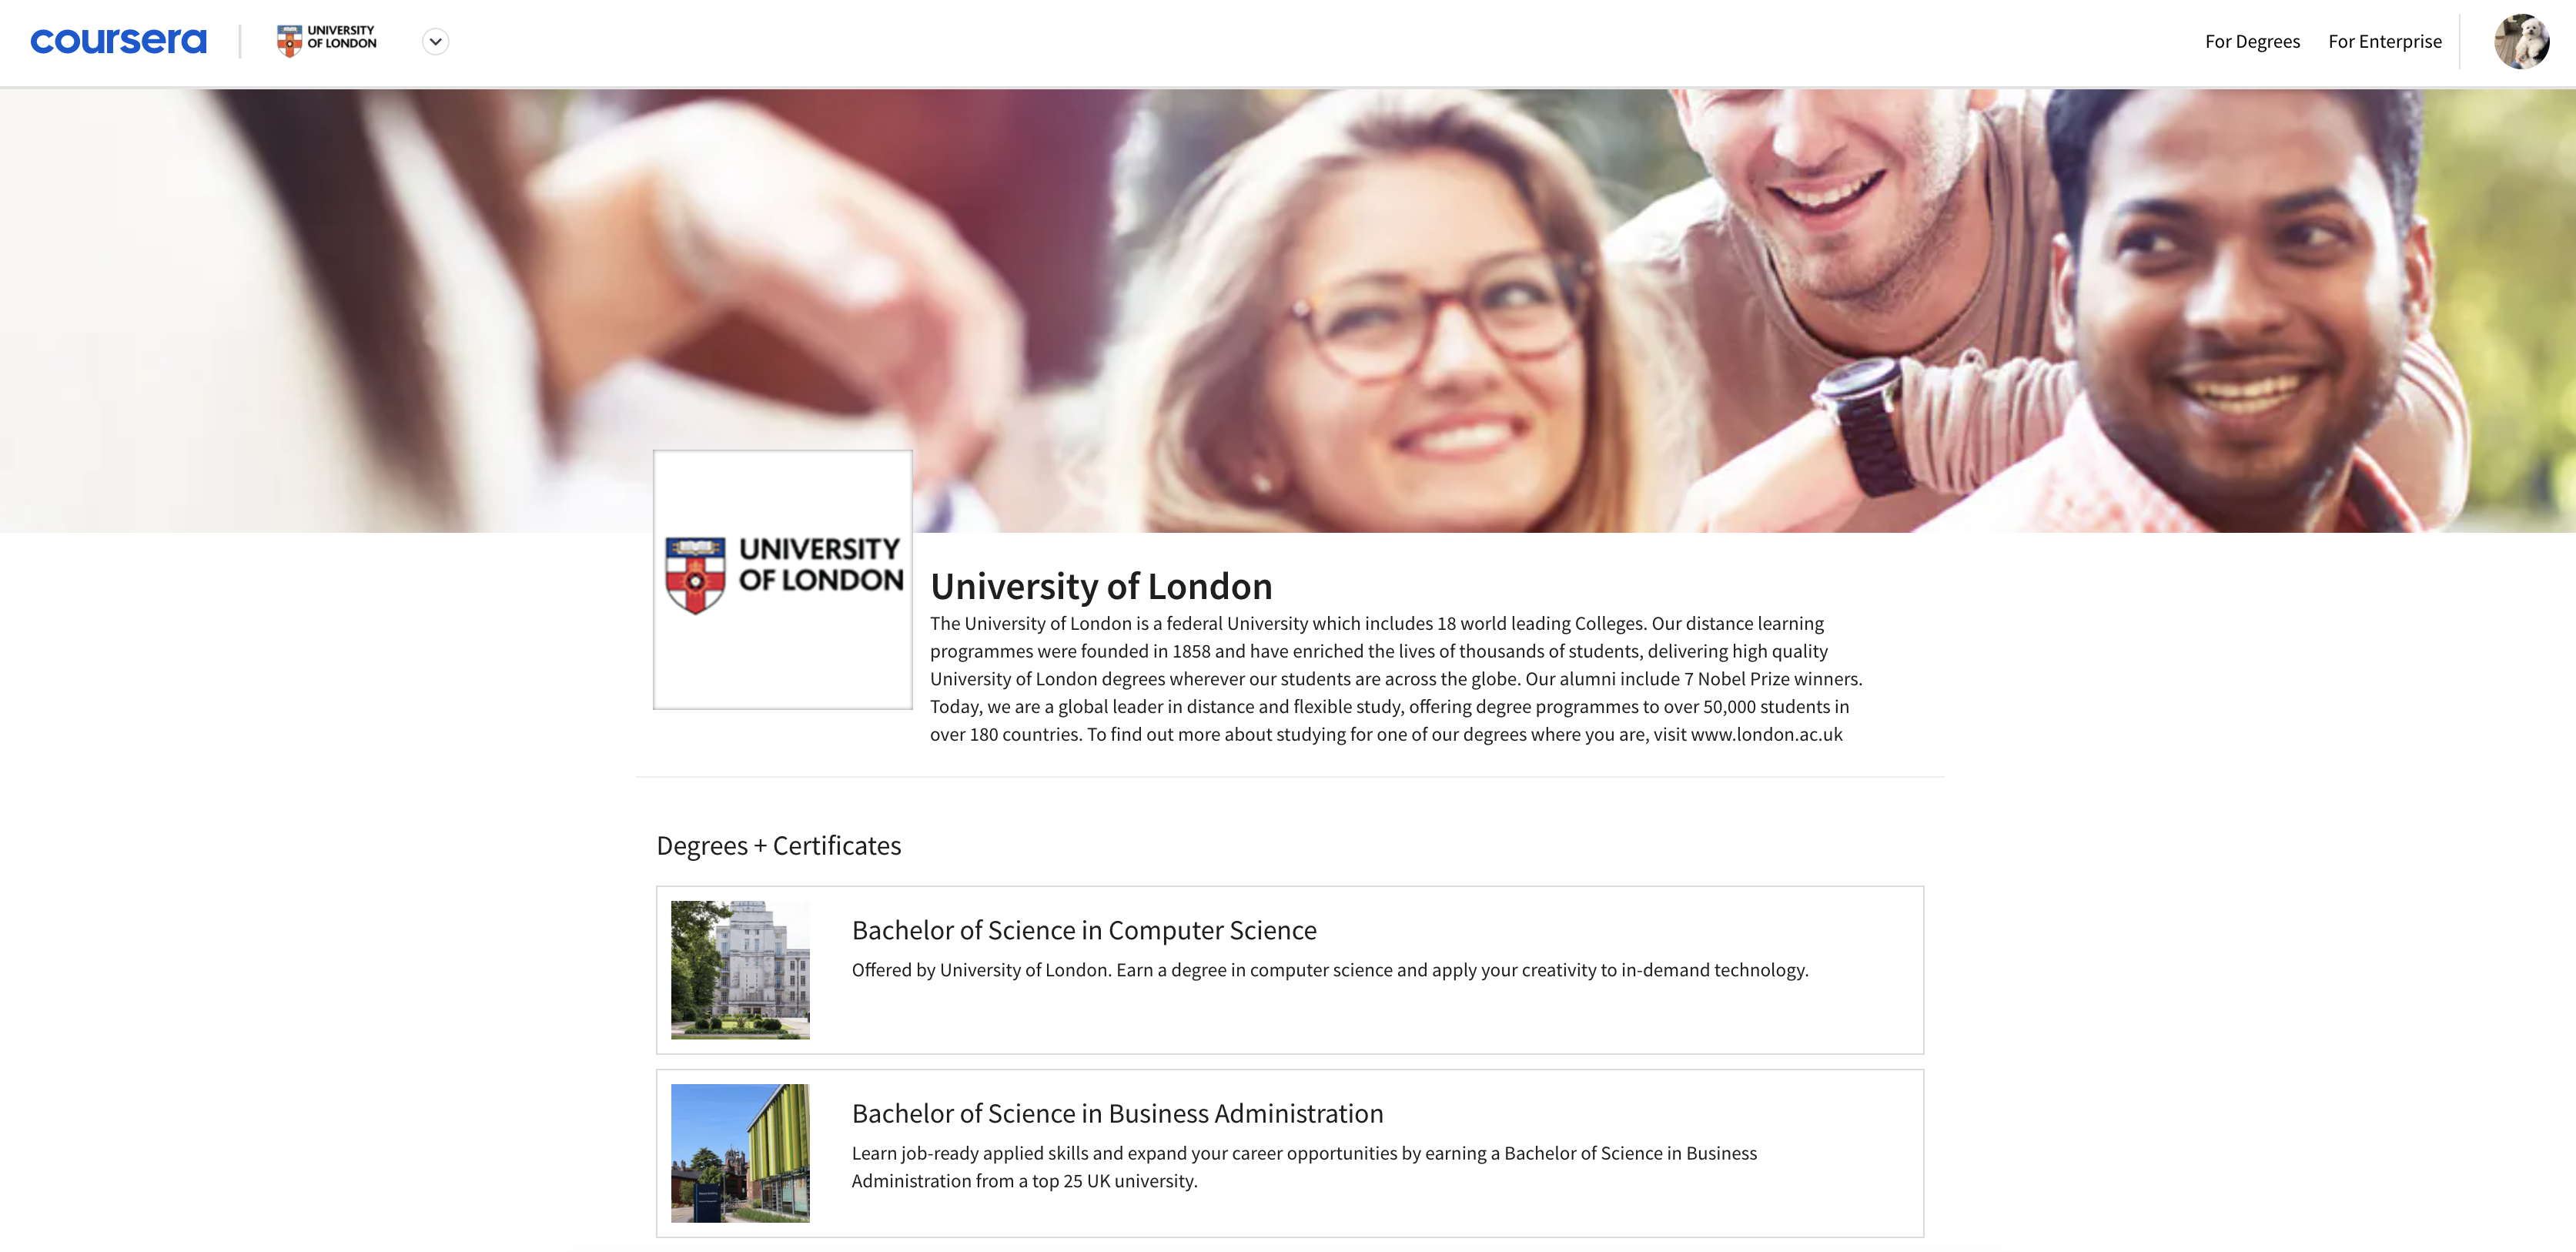 coursera
UNIVERSITY
OF LONDON
For Degrees
For Enterprise
UNIVERSITY
OF LONDON
University of London
The University of London is a federal University which includes 18 world leading Colleges. Our distance learning
programmes were founded in 1858 and have enriched the lives of thousands of students, delivering high quality
University of London degrees wherever our students are across the globe. Our alumni include 7 Nobel Prize winners.
Today, we are a global leader in distance and flexible study, offering degree programmes to over 50,000 students in
over 180 countries. To find out more about studying for one of our degrees where you are, visit www.london.ac.uk
Degrees + Certificates
Bachelor of Science in Computer Science
Offered by University of London. Earn a degree in computer science and apply your creativity to in-demand technology.
Bachelor of Science in Business Administration
Learn job-ready applied skills and expand your career opportunities by earning a Bachelor of Science in Business
Administration from a top 25 UK university.